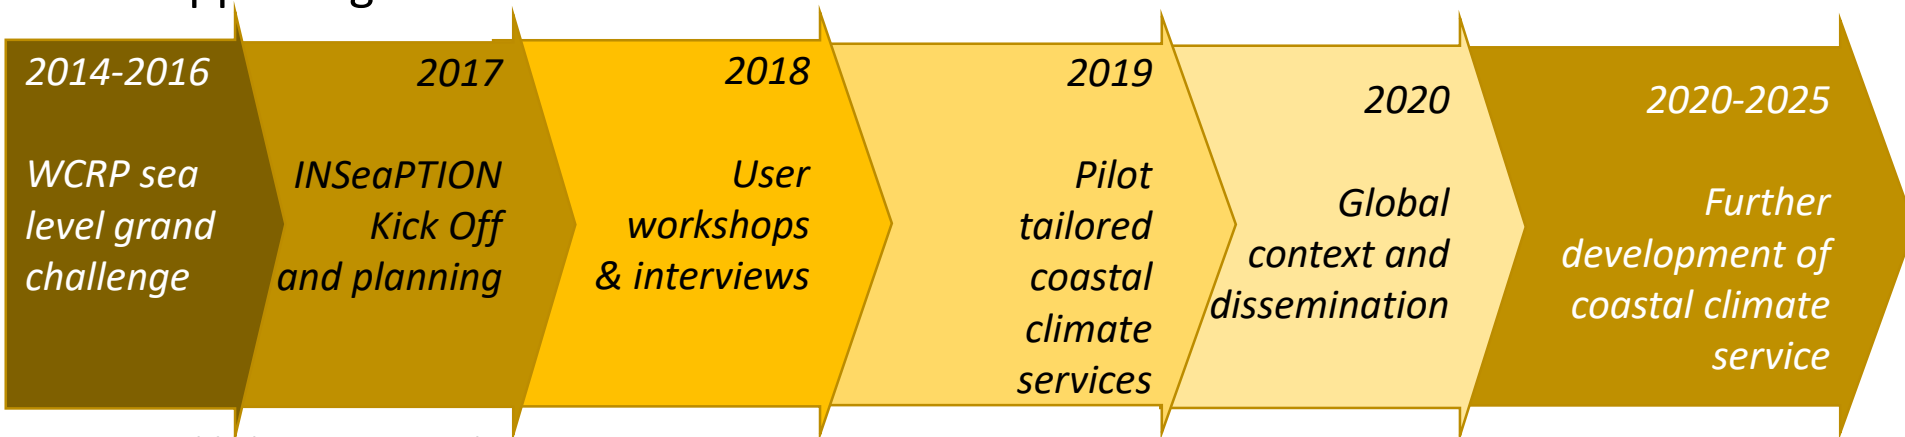 2014-2016
WCRP sea
level grand
challenge
2017
INSeaPTION
Kick Off
and planning
2018
User
workshops
& interviews
2019
Pilot
tailored
coastal
climate
services
2020
Global
context and
dissemination
2020-2025
Further
development of
coastal climate
service